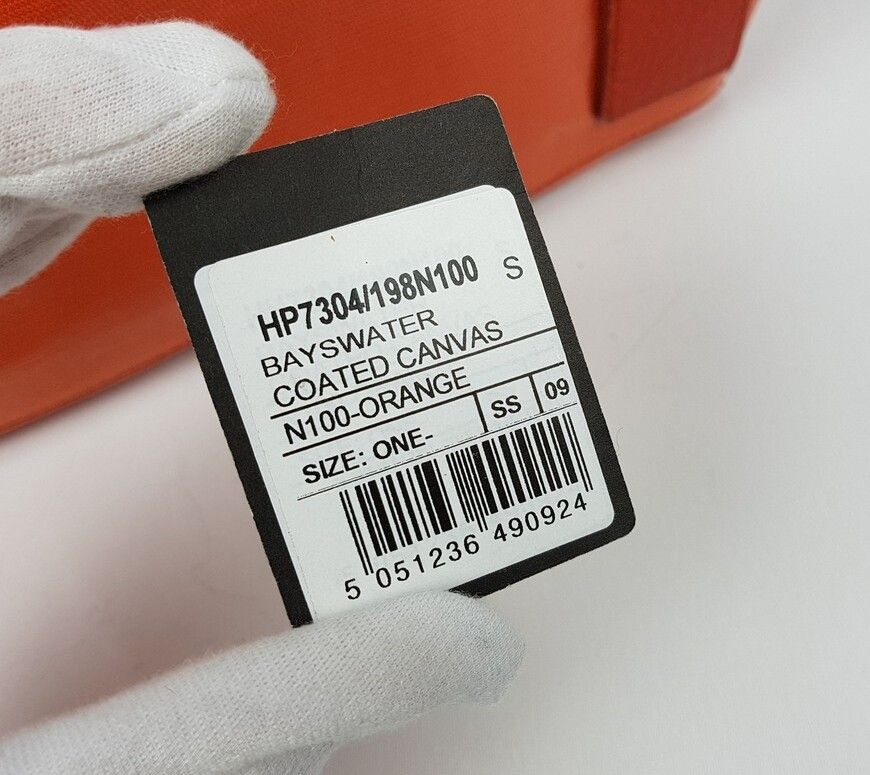 HP7304/198N100 S
BAYSWATER
COATED CANVAS
N100-ORANGE
SIZE: ONE- SS 09
5 051236 490924